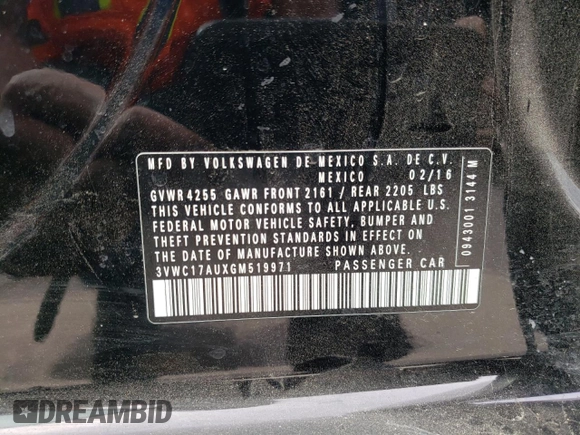 MFD BY VOLKSWAGEN DE MEXICO S.A. DE C.V.
MEXICO 02/16
GVWR 4255 GAWR FRONT 2161 / REAR 2205 LBS
THIS VEHICLE CONFORMS TO ALL APPLICABLE U.S.
FEDERAL MOTOR VEHICLE SAFETY, BUMPER AND
THEFT PREVENTION STANDARDS IN EFFECT ON
THE DATE OF MANUFACTURE SHOWN ABOVE.
3VWC17AUXGM519971 PASSENGER CAR
0943001 3144 M
DREAMBID